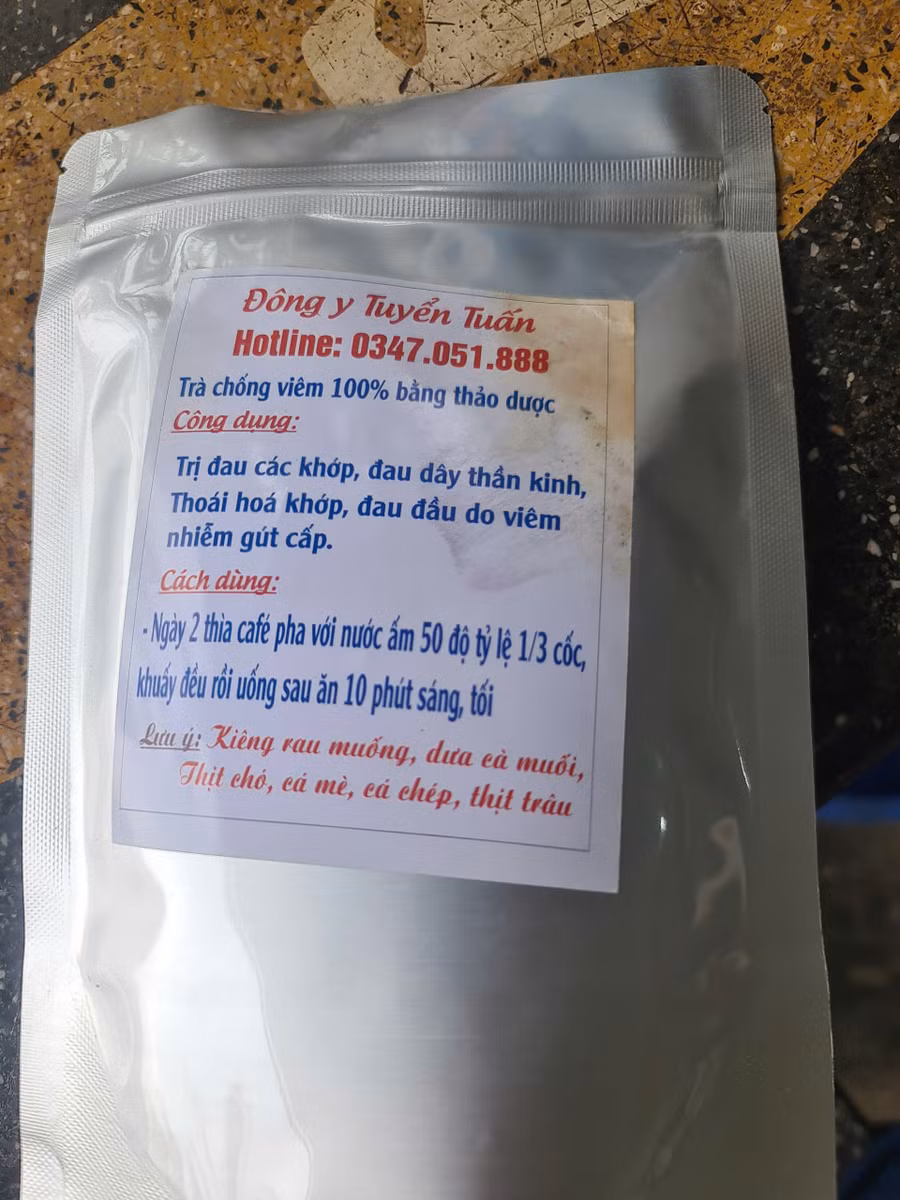 Đông y Tuyển Tuấn
Hotline: 0347.051.888
Trà chống viêm 100% bằng thảo dược
Công dụng:
Trị đau các khớp, đau dây thần kinh,
Thoái hoá khớp, đau đầu do viêm
nhiễm gút cấp.
Cách dùng:
- Ngày 2 thìa café pha với nước ấm 50 độ tỷ lệ 1/3 cốc,
khuấy đều rồi uống sau ăn 10 phút sáng, tối
Lưu ý: Kiêng rau muống, dưa cà muối,
Thịt chó, cá mè, cá chép, thịt trâu